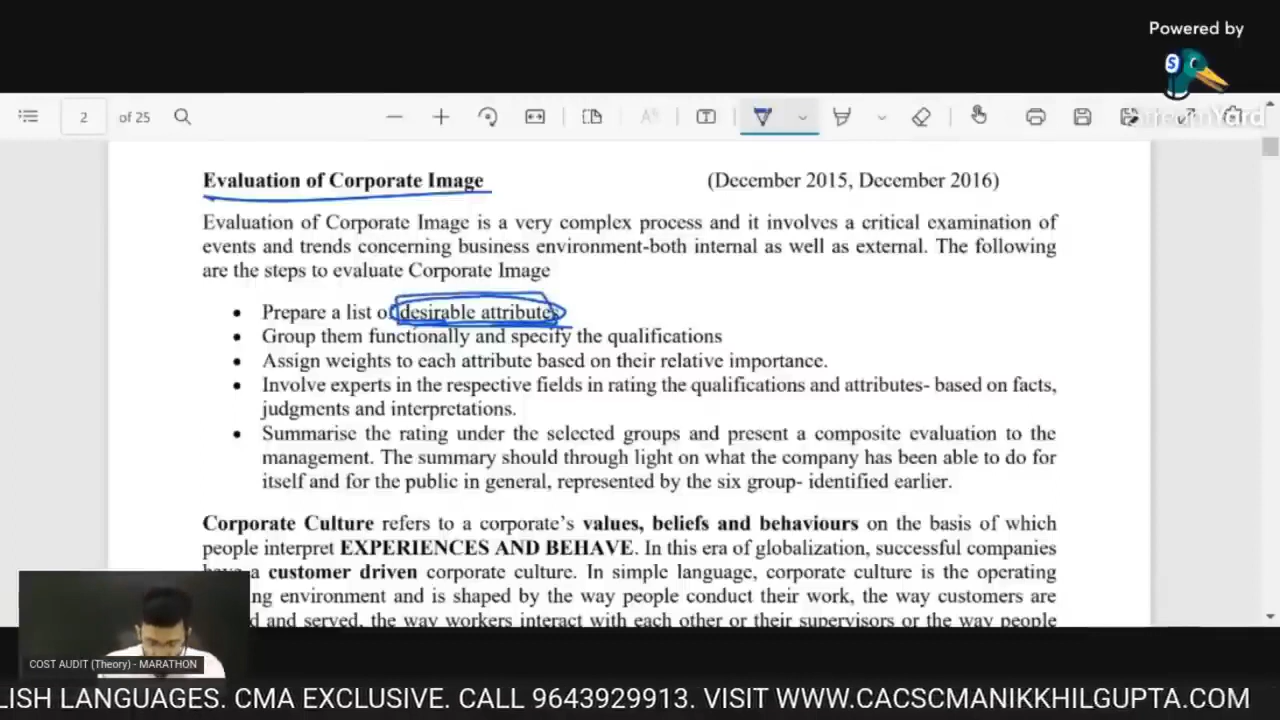 Powered by
2 of 25
Evaluation of Corporate Image (December 2015, December 2016)
Evaluation of Corporate Image is a very complex process and it involves a critical examination of
events and trends concerning business environment-both internal as well as external. The following
are the steps to evaluate Corporate Image
• Prepare a list of desirable attributes
• Group them functionally and specify the qualifications
• Assign weights to each attribute based on their relative importance.
• Involve experts in the respective fields in rating the qualifications and attributes- based on facts,
judgments and interpretations.
• Summarise the rating under the selected groups and present a composite evaluation to the
management. The summary should through light on what the company has been able to do for
itself and for the public in general, represented by the six group- identified earlier.
Corporate Culture refers to a corporate's values, beliefs and behaviours on the basis of which
people interpret EXPERIENCES AND BEHAVE. In this era of globalization, successful companies
a customer driven corporate culture. In simple language, corporate culture is the operating
environment and is shaped by the way people conduct their work, the way customers are
and served, the way workers interact with each other or their supervisors or the way people
COST AUDIT (Theory) - MARATHON
LISH LANGUAGES. CMA EXCLUSIVE. CALL 9643929913. VISIT WWW.CACSCMANIKKHILGUPTA.COM